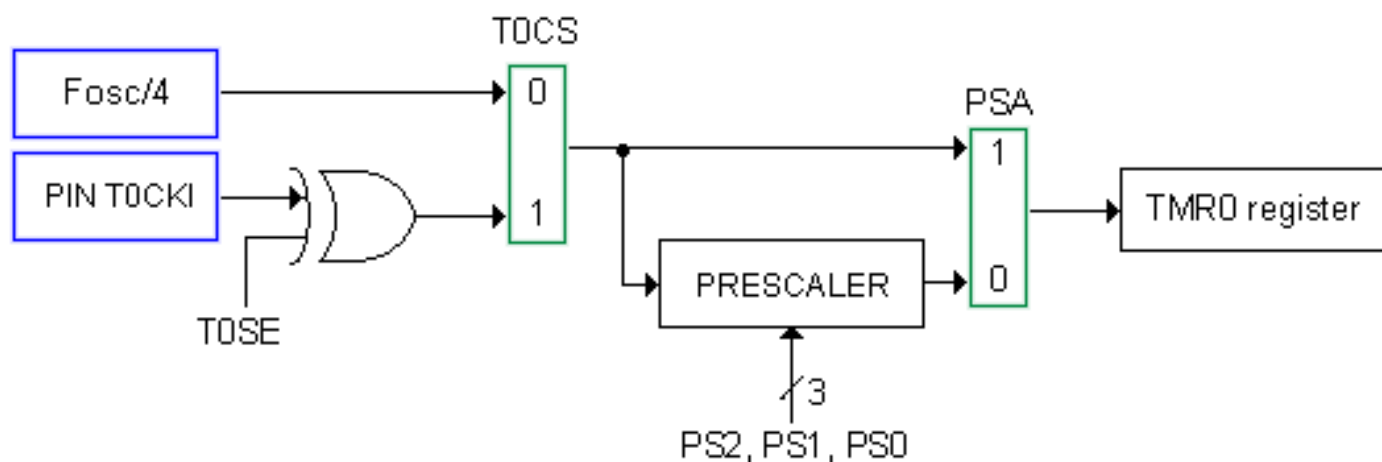 T0CS
Fosc/4
0
PSA
1
PIN T0CKI
1
TMR0 register
0
PRESCALER
T0SE
3
PS2, PS1, PS0